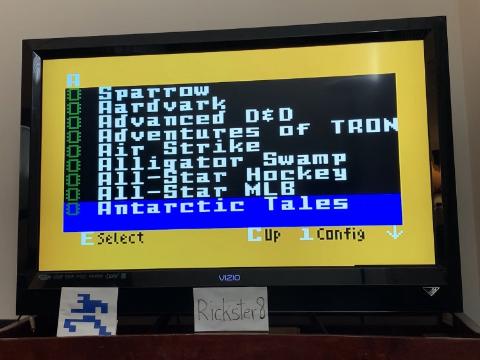 A
Sparrow
Aardvark
Advanced D&D
Adventures of TRON
Air Strike
Alligator Swamp
All-Star Hockey
All-Star MLB
Antarctic Tales
E Select C Up 1 Config
VIZIO
Rickster8